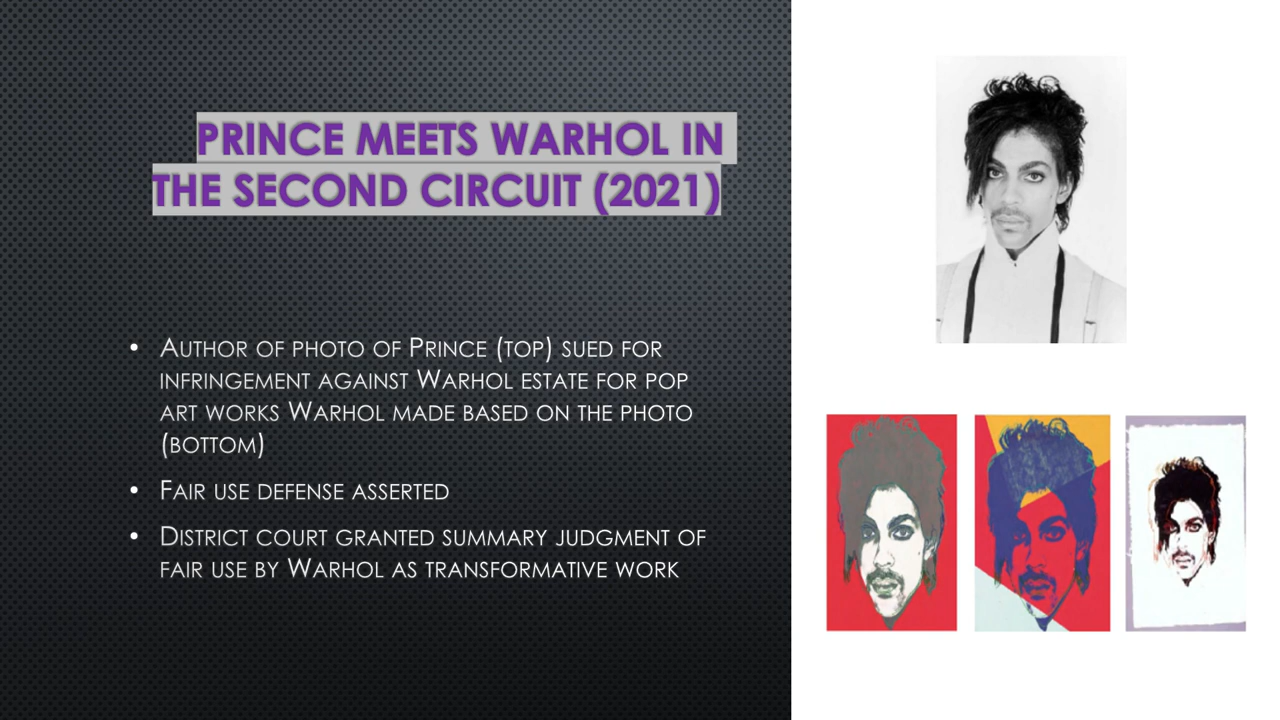 PRINCE MEETS WARHOL IN
THE SECOND CIRCUIT (2021)
• Author of photo of Prince (top) sued for
infringement against Warhol estate for pop
art works Warhol made based on the photo
(bottom)
• Fair use defense asserted
• District court granted summary judgment of
fair use by Warhol as transformative work